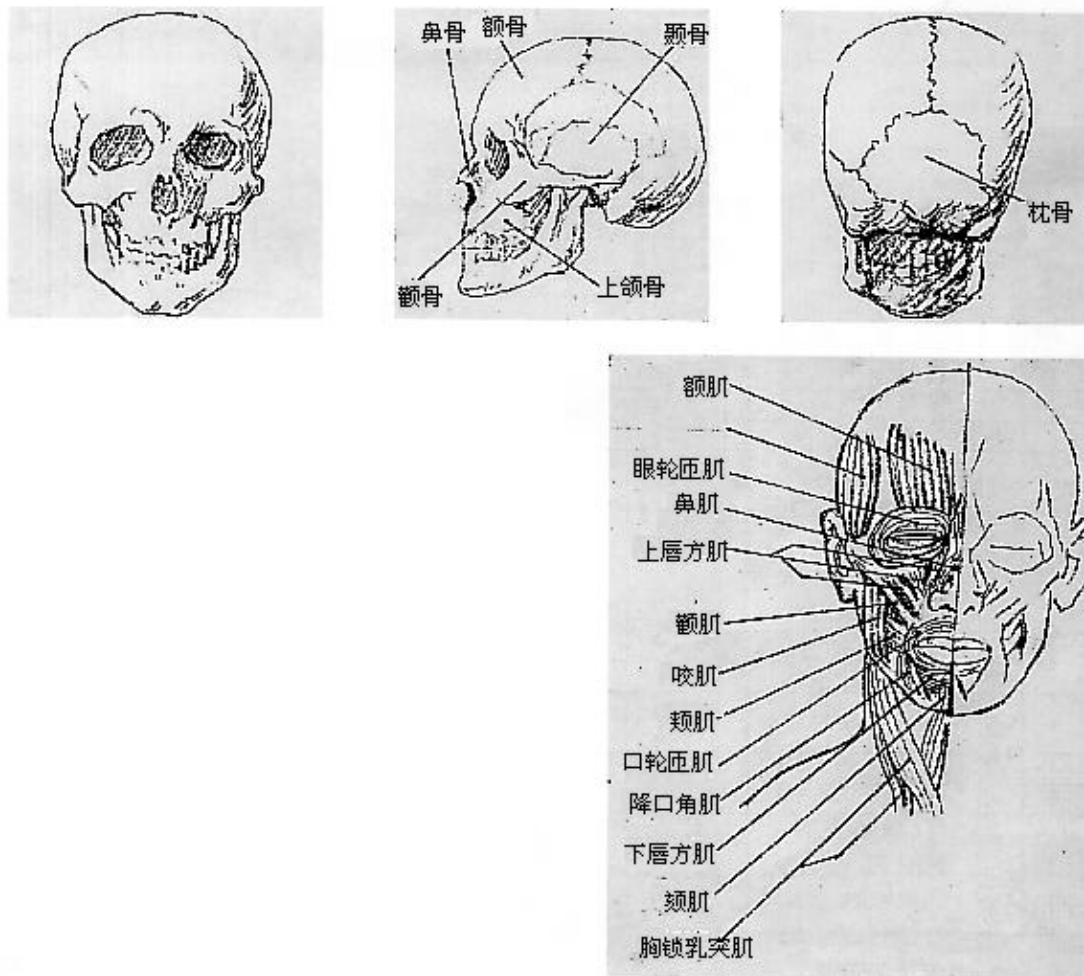 鼻骨
额骨
颞骨
颧骨
上颌骨
枕骨
额肌
眼轮匝肌
鼻肌
上唇方肌
颧肌
咬肌
颊肌
口轮匝肌
降口角肌
下唇方肌
颏肌
胸锁乳突肌